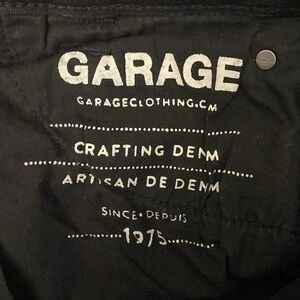 GARAGE
GARAGECLOTHING.CM
CRAFTING DENM
ARTISAN DE DENM
SINCE • DEPUIS
1975